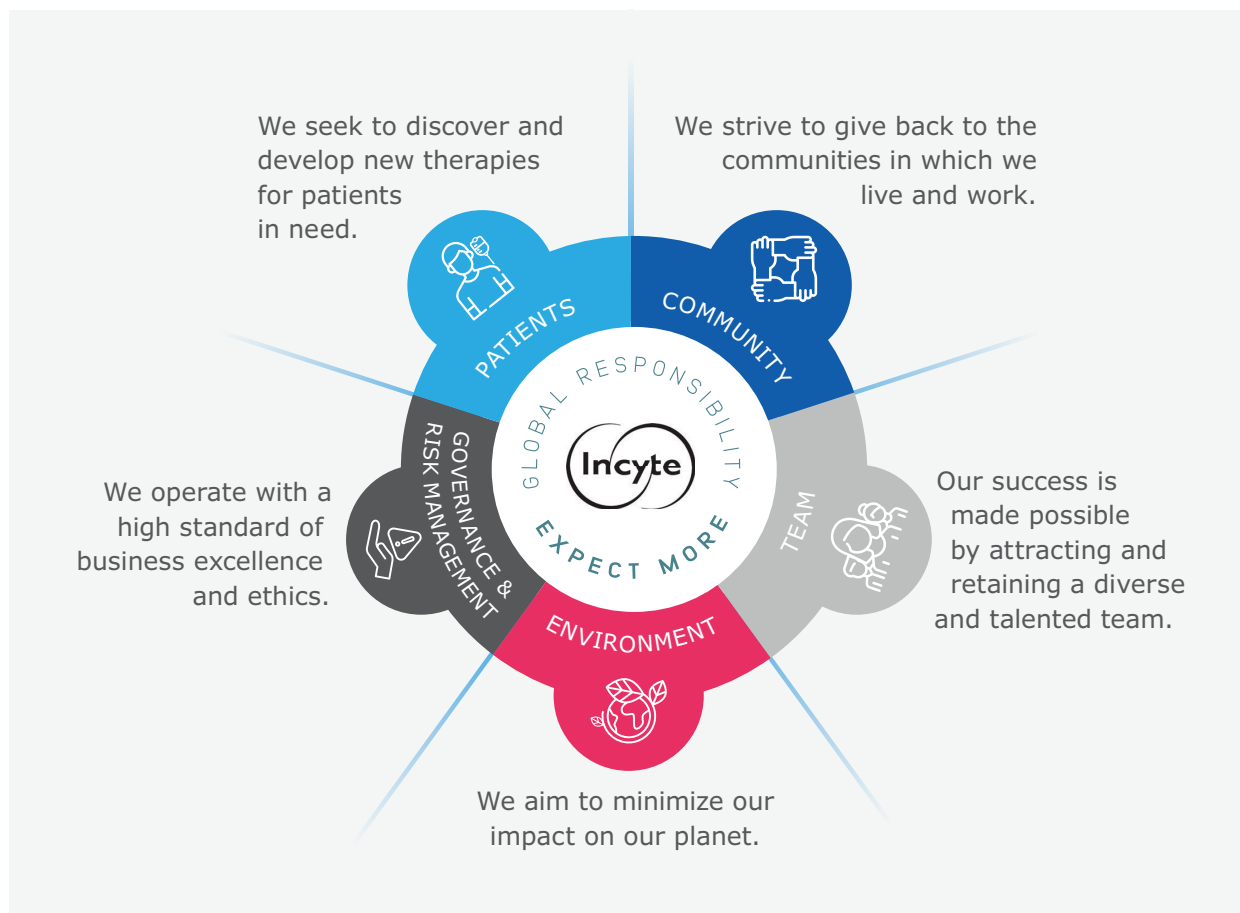 We seek to discover and
develop new therapies
for patients
in need.
We strive to give back to the
communities in which we
live and work.
PATIENTS
COMMUNITY
GLOBAL RESPONSIBILITY
Incyte
EXPECT MORE
GOVERNANCE &
RISK MANAGEMENT
TEAM
ENVIRONMENT
We operate with a
high standard of
business excellence
and ethics.
Our success is
made possible
by attracting and
retaining a diverse
and talented team.
We aim to minimize our
impact on our planet.